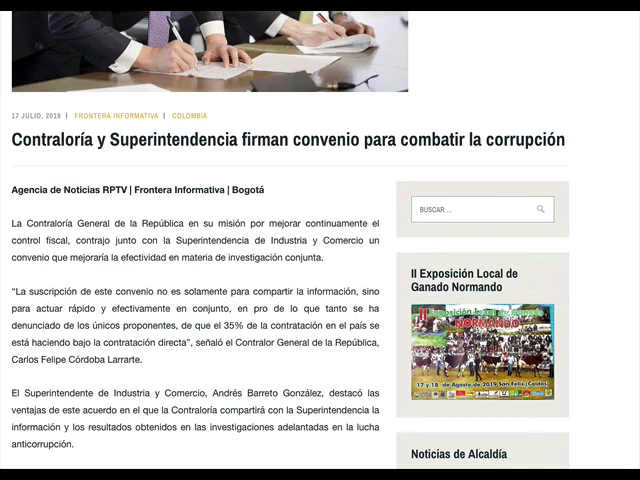 17 JULIO, 2019 | FRONTERA INFORMATIVA | COLOMBIA
Contraloría y Superintendencia firman convenio para combatir la corrupción
Agencia de Noticias RPTV | Frontera Informativa | Bogotá
La Contraloría General de la República en su misión por mejorar continuamente el
control fiscal, contrajo junto con la Superintendencia de Industria y Comercio un
convenio que mejoraría la efectividad en materia de investigación conjunta.
“La suscripción de este convenio no es solamente para compartir la información, sino
para actuar rápido y efectivamente en conjunto, en pro de lo que tanto se ha
denunciado de los únicos proponentes, de que el 35% de la contratación en el país se
está haciendo bajo la contratación directa”, señaló el Contralor General de la República,
Carlos Felipe Córdoba Larrarte.
El Superintendente de Industria y Comercio, Andrés Barreto González, destacó las
ventajas de este acuerdo en el que la Contraloría compartirá con la Superintendencia la
información y los resultados obtenidos en las investigaciones adelantadas en la lucha
anticorrupción.
BUSCAR ...
II Exposición Local de
Ganado Normando
II Exposición Local de Ganado
NORMANDO
17 y 18 de Agosto de 2019 San Félix (Caldas)
Noticias de Alcaldía